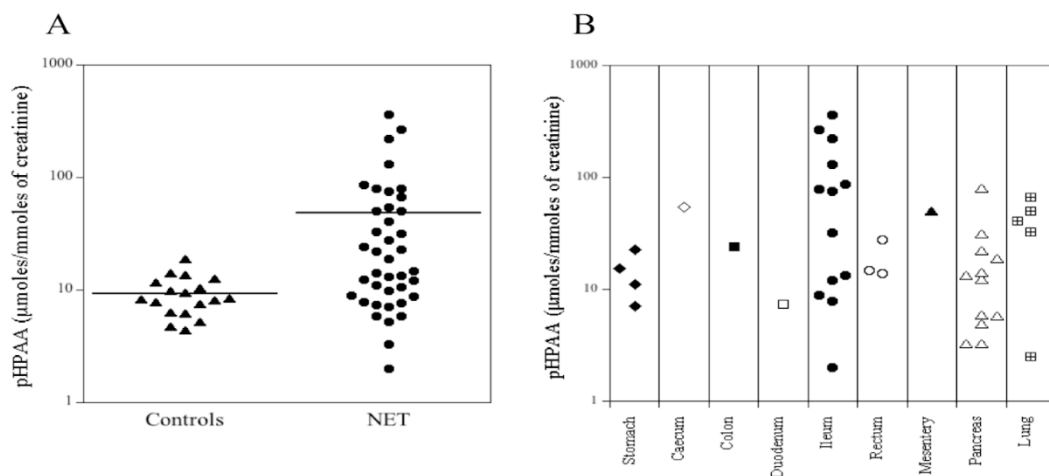 A
pHPAA (µmoles/mmoles of creatinine)
1000
100
10
1
Controls
NET
B
pHPAA (µmoles/mmoles of creatinine)
1000
100
10
1
Stomach
Caecum
Colon
Duodenum
Ileum
Rectum
Mesentery
Pancreas
Lung